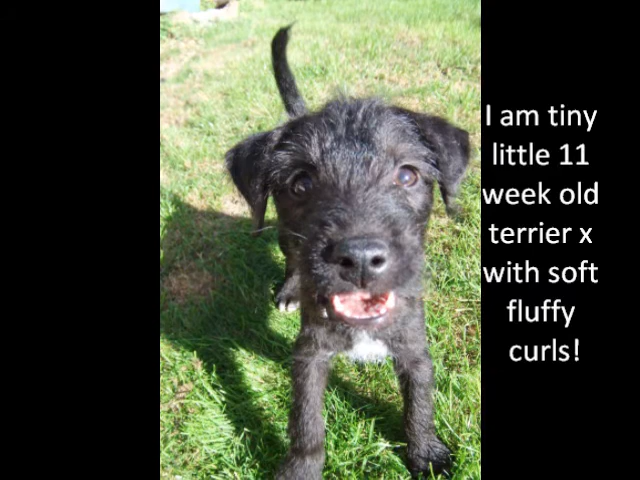 I am tiny
little 11
week old
terrier x
with soft
fluffy
curls!